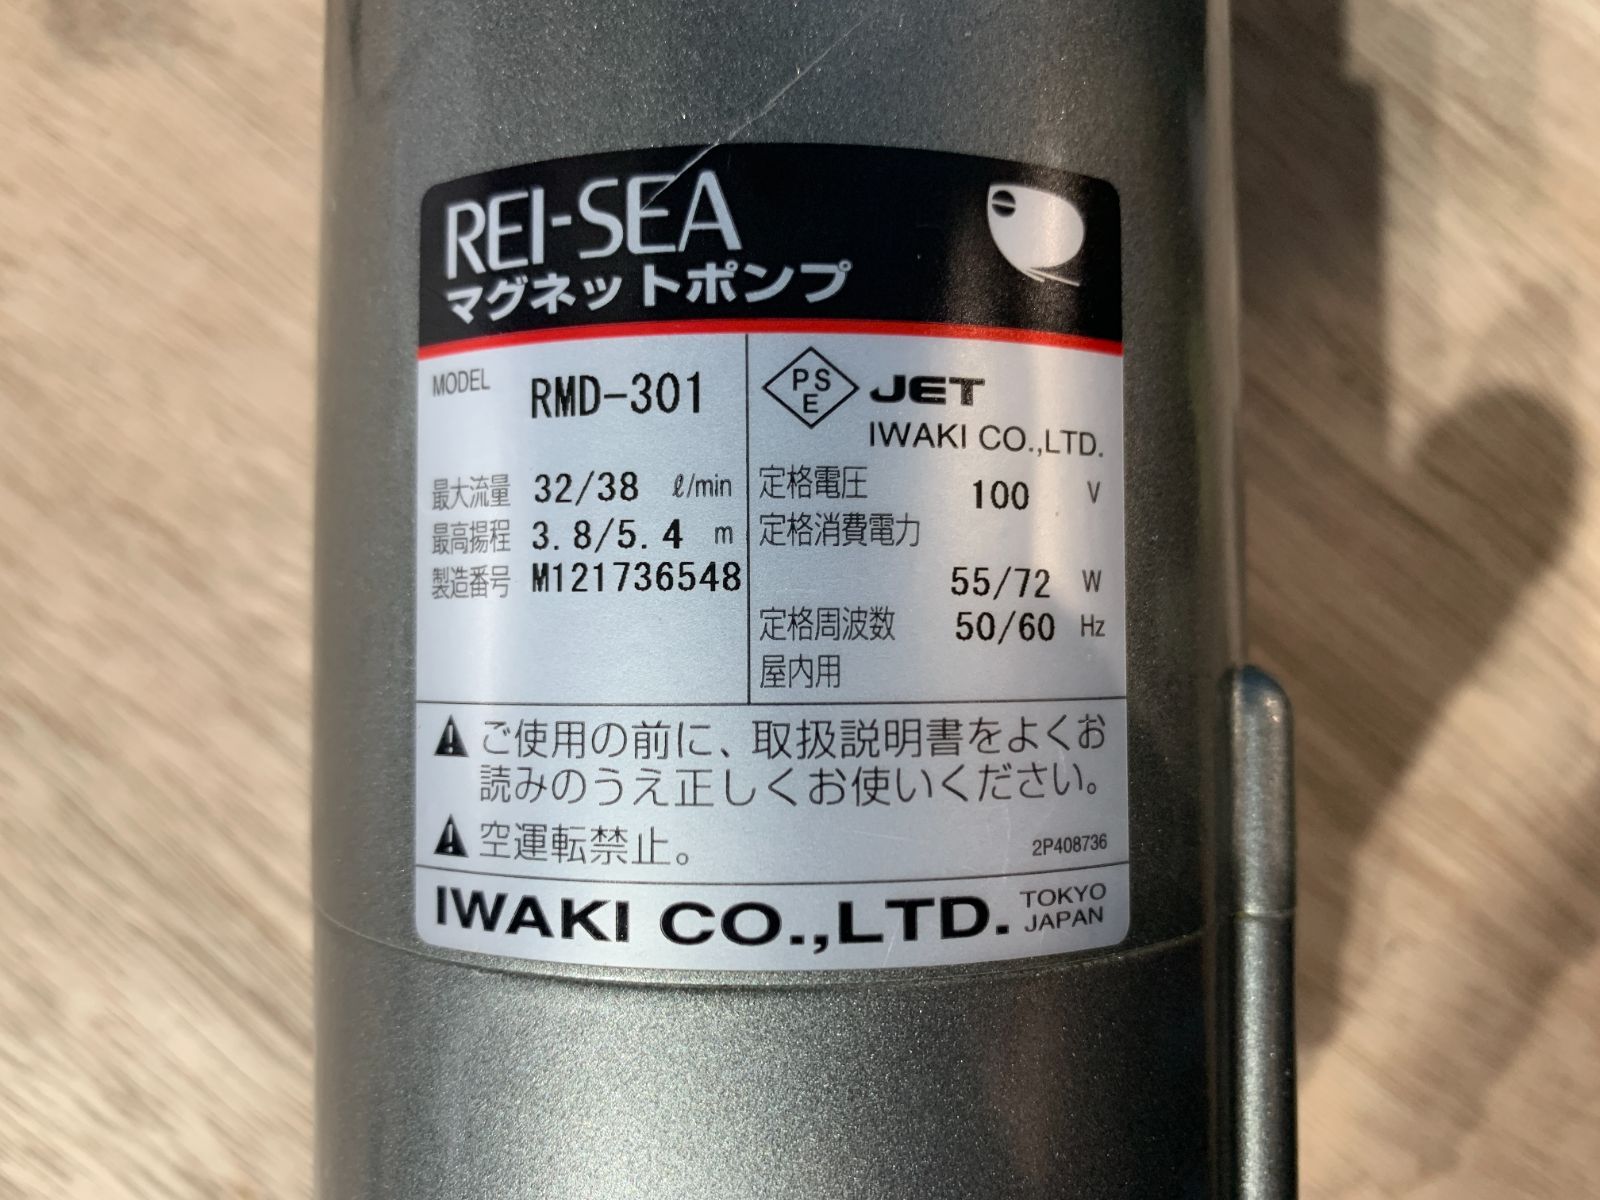 REI-SEA
マグネットポンプ
MODEL RMD-301
最大流量 32/38 ℓ/min
最高揚程 3.8/5.4 m
製造番号 M121736548
PSE JET
IWAKI CO.,LTD.
定格電圧 100 V
定格消費電力
55/72 W
定格周波数 50/60 Hz
屋内用
ご使用の前に、取扱説明書をよくお
読みのうえ正しくお使いください。
空運転禁止。
2P408736
IWAKI CO.,LTD. TOKYO
JAPAN